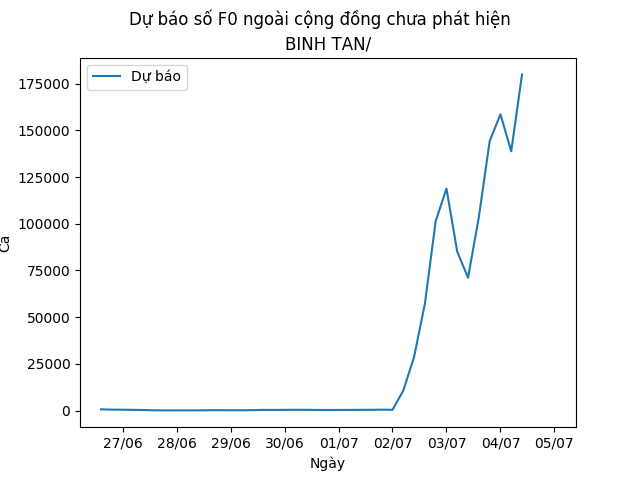 Dự báo số F0 ngoài cộng đồng chưa phát hiện
BINH TAN/
Dự báo
175000
150000
125000
100000
75000
50000
25000
0
Ca
27/06 28/06 29/06 30/06 01/07 02/07 03/07 04/07 05/07
Ngày